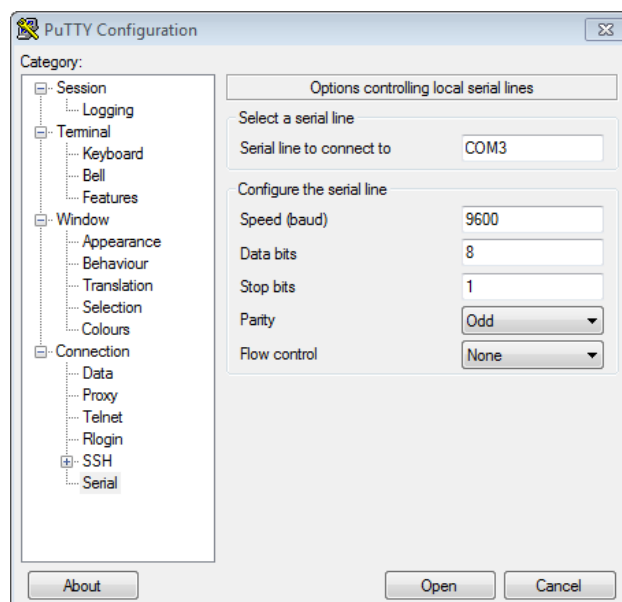 PuTTY Configuration
Category:
Session
Logging
Terminal
Keyboard
Bell
Features
Window
Appearance
Behaviour
Translation
Selection
Colours
Connection
Data
Proxy
Telnet
Rlogin
SSH
Serial
Options controlling local serial lines
Select a serial line
Serial line to connect to COM3
Configure the serial line
Speed (baud) 9600
Data bits 8
Stop bits 1
Parity Odd
Flow control None
About Open Cancel